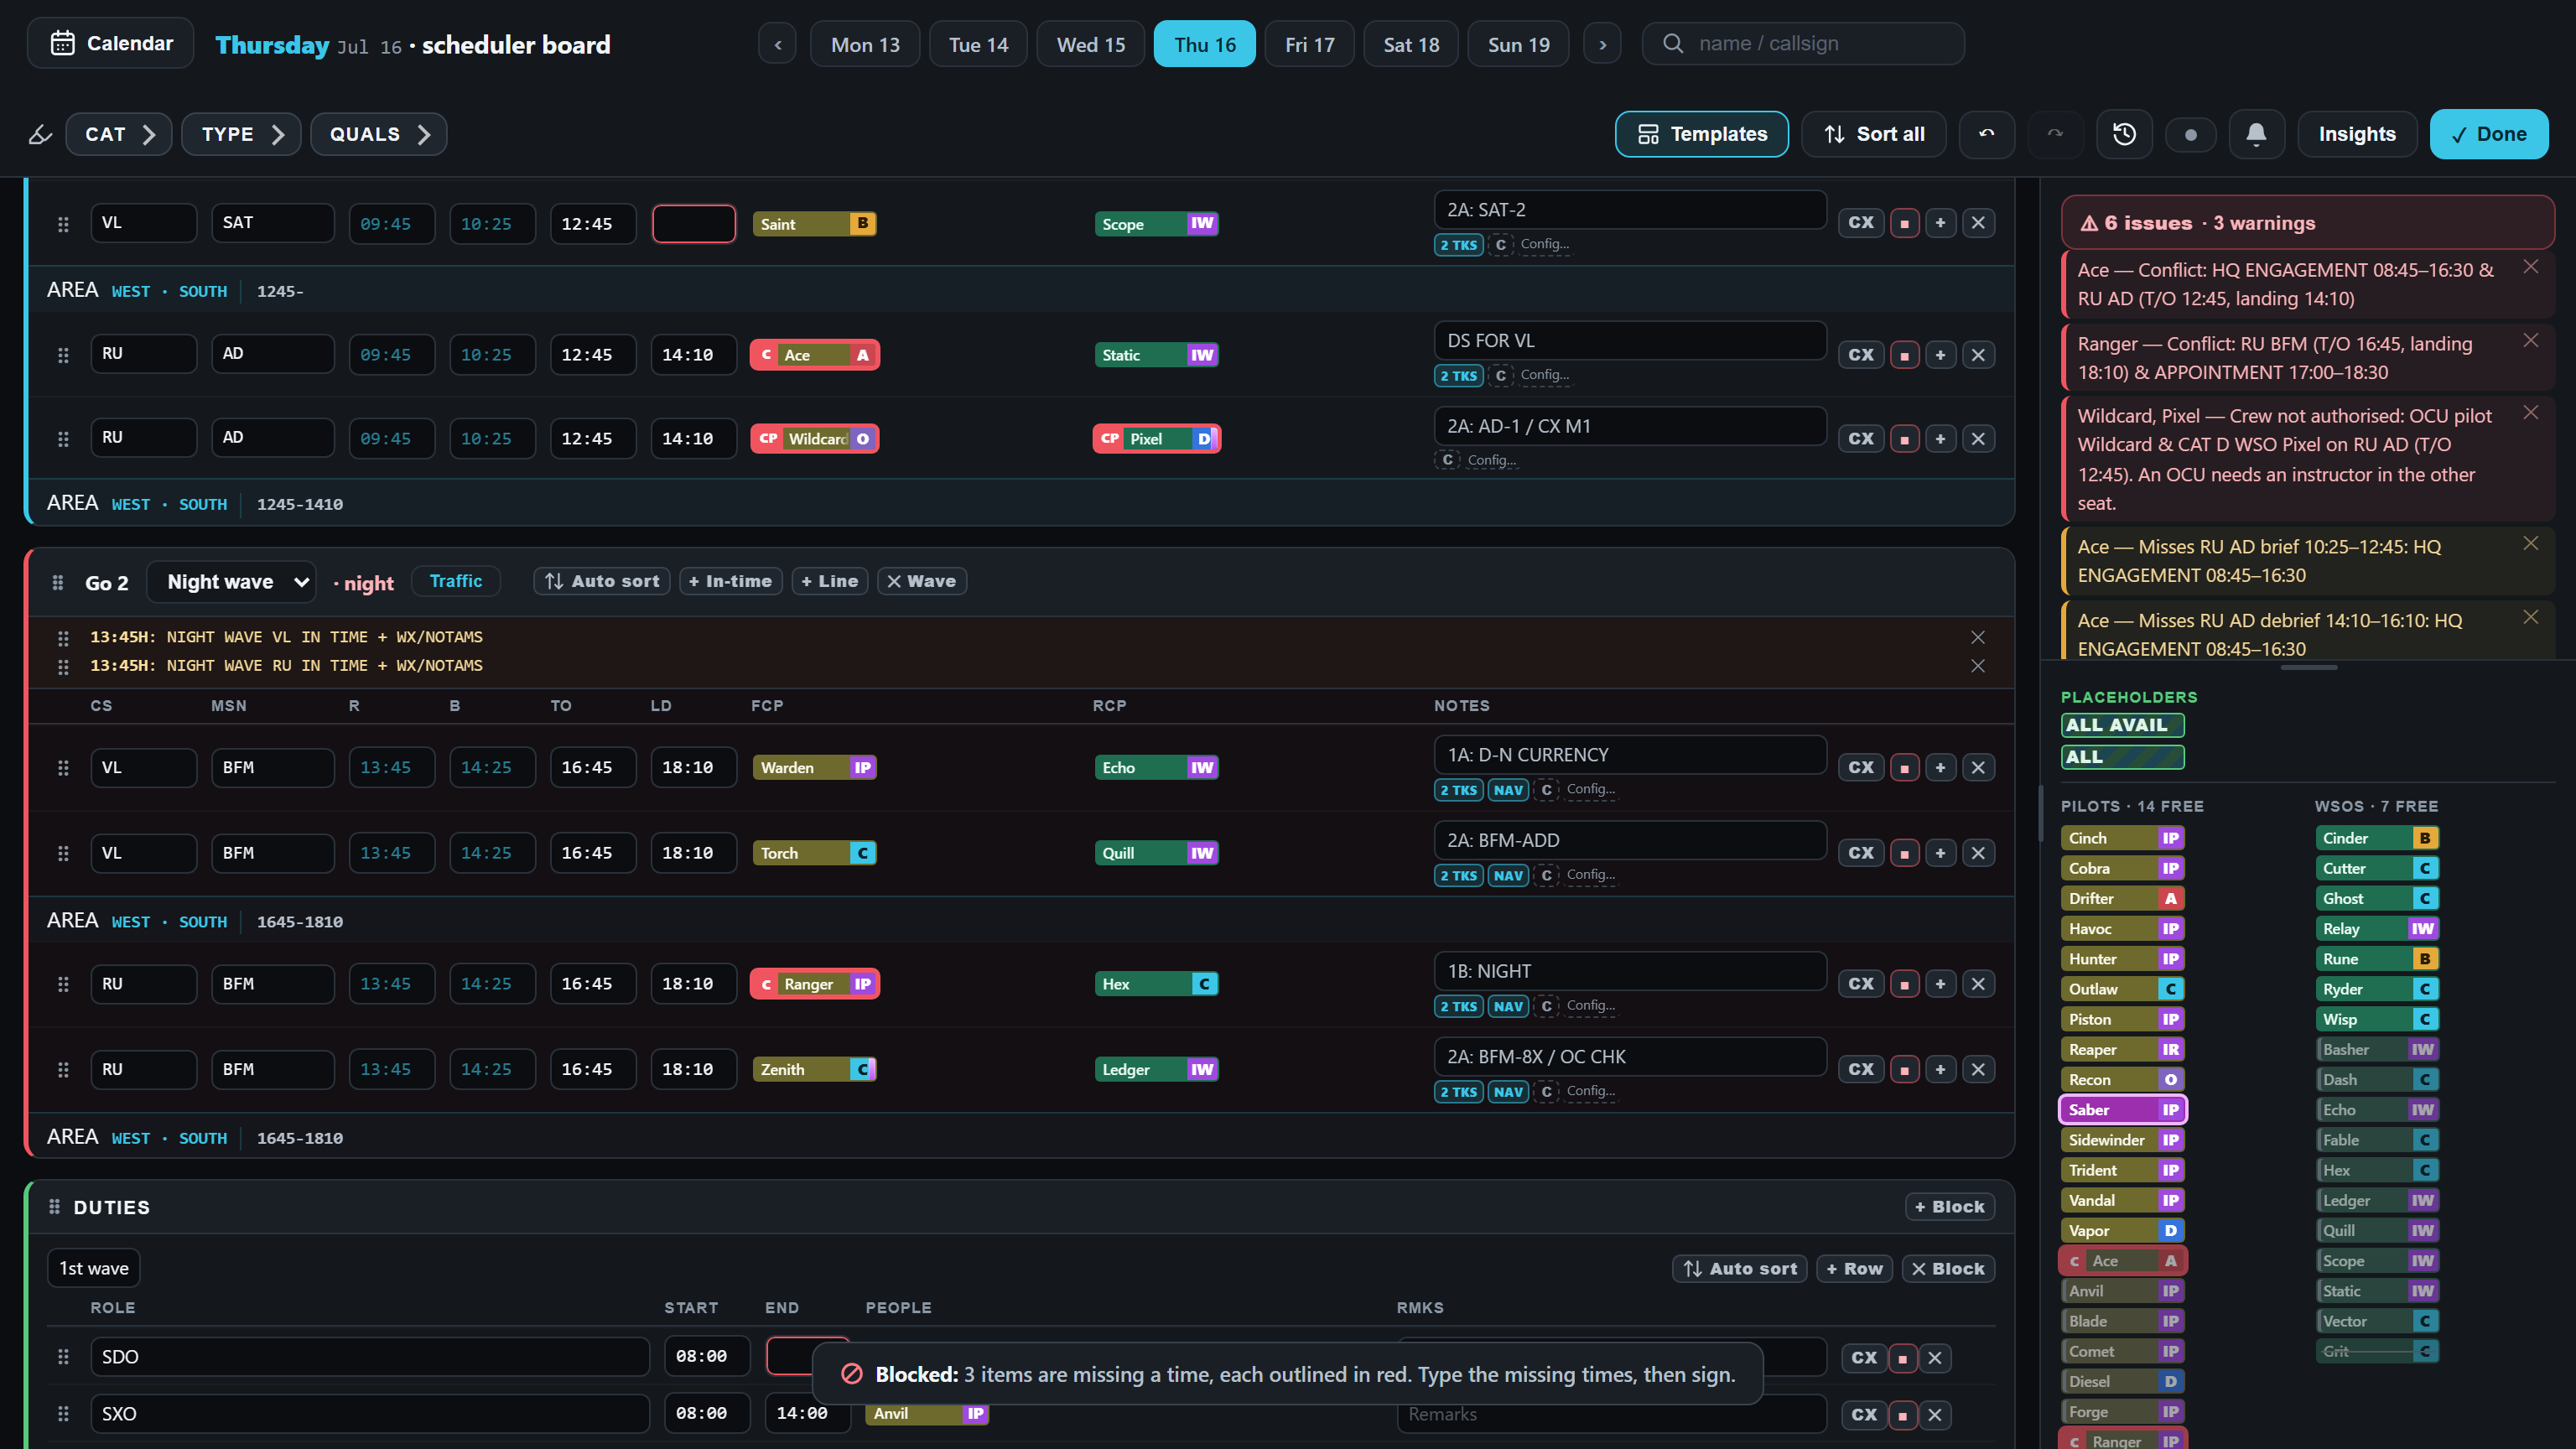 Calendar
Thursday Jul 16 · scheduler board
‹ Mon 13 Tue 14 Wed 15 Thu 16 Fri 17 Sat 18 Sun 19 ›
name / callsign
CAT TYPE QUALS
Templates Sort all Insights ✓ Done
VL SAT 09:45 10:25 12:45 Saint B Scope IW 2A: SAT-2 CX +
2 TKS C Config...
AREA WEST · SOUTH 1245-
RU AD 09:45 10:25 12:45 14:10 C Ace A Static IW DS FOR VL CX +
2 TKS C Config...
RU AD 09:45 10:25 12:45 14:10 CP Wildcard O CP Pixel D 2A: AD-1 / CX M1 CX +
C Config...
AREA WEST · SOUTH 1245-1410
Go 2 Night wave · night Traffic Auto sort + In-time + Line Wave
13:45H: NIGHT WAVE VL IN TIME + WX/NOTAMS
13:45H: NIGHT WAVE RU IN TIME + WX/NOTAMS
CS MSN R B TO LD FCP RCP NOTES
VL BFM 13:45 14:25 16:45 18:10 Warden IP Echo IW 1A: D-N CURRENCY CX +
2 TKS NAV C Config...
VL BFM 13:45 14:25 16:45 18:10 Torch C Quill IW 2A: BFM-ADD CX +
2 TKS NAV C Config...
AREA WEST · SOUTH 1645-1810
RU BFM 13:45 14:25 16:45 18:10 C Ranger IP Hex C 1B: NIGHT CX +
2 TKS NAV C Config...
RU BFM 13:45 14:25 16:45 18:10 Zenith C Ledger IW 2A: BFM-8X / OC CHK CX +
2 TKS NAV C Config...
AREA WEST · SOUTH 1645-1810
DUTIES + Block
1st wave Auto sort + Row Block
ROLE START END PEOPLE RMKS
SDO 08:00 CX
SXO 08:00 14:00 Anvil IP Remarks CX
Blocked: 3 items are missing a time, each outlined in red. Type the missing times, then sign.
6 issues · 3 warnings
Ace — Conflict: HQ ENGAGEMENT 08:45–16:30 &
RU AD (T/O 12:45, landing 14:10)
Ranger — Conflict: RU BFM (T/O 16:45, landing
18:10) & APPOINTMENT 17:00–18:30
Wildcard, Pixel — Crew not authorised: OCU pilot
Wildcard & CAT D WSO Pixel on RU AD (T/O
12:45). An OCU needs an instructor in the other
seat.
Ace — Misses RU AD brief 10:25–12:45: HQ
ENGAGEMENT 08:45–16:30
Ace — Misses RU AD debrief 14:10–16:10: HQ
ENGAGEMENT 08:45–16:30
PLACEHOLDERS
ALL AVAIL
ALL
PILOTS · 14 FREE WSOS · 7 FREE
Cinch IP Cinder B
Cobra IP Cutter C
Drifter A Ghost C
Havoc IP Relay IW
Hunter IP Rune B
Outlaw C Ryder C
Piston IP Wisp C
Reaper IR Basher IW
Recon O Dash C
Saber IP Echo IW
Sidewinder IP Fable C
Trident IP Hex C
Vandal IP Ledger IW
Vapor D Quill IW
C Ace A Scope IW
Anvil IP Static IW
Blade IP Vector C
Comet IP Grit C
Diesel D
Forge IP
C Ranger IP